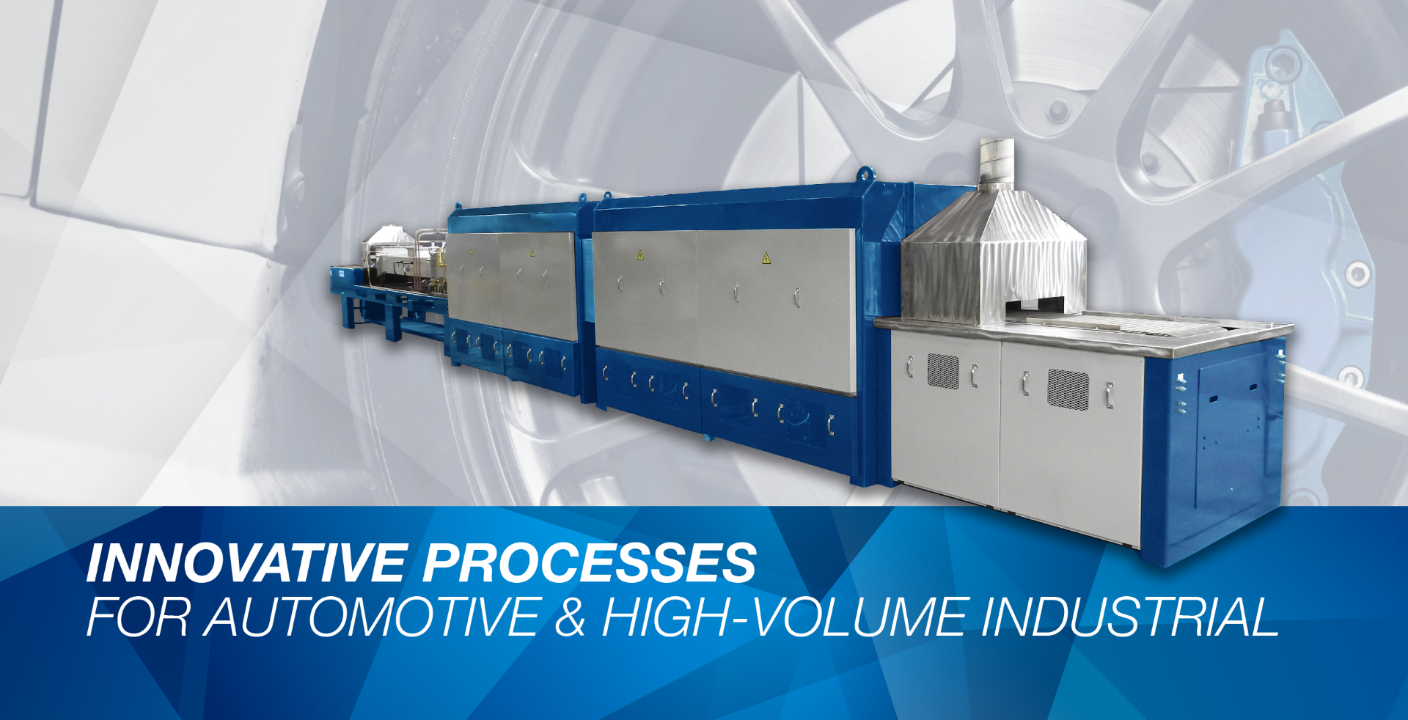 INNOVATIVE PROCESSES
FOR AUTOMOTIVE & HIGH-VOLUME INDUSTRIAL